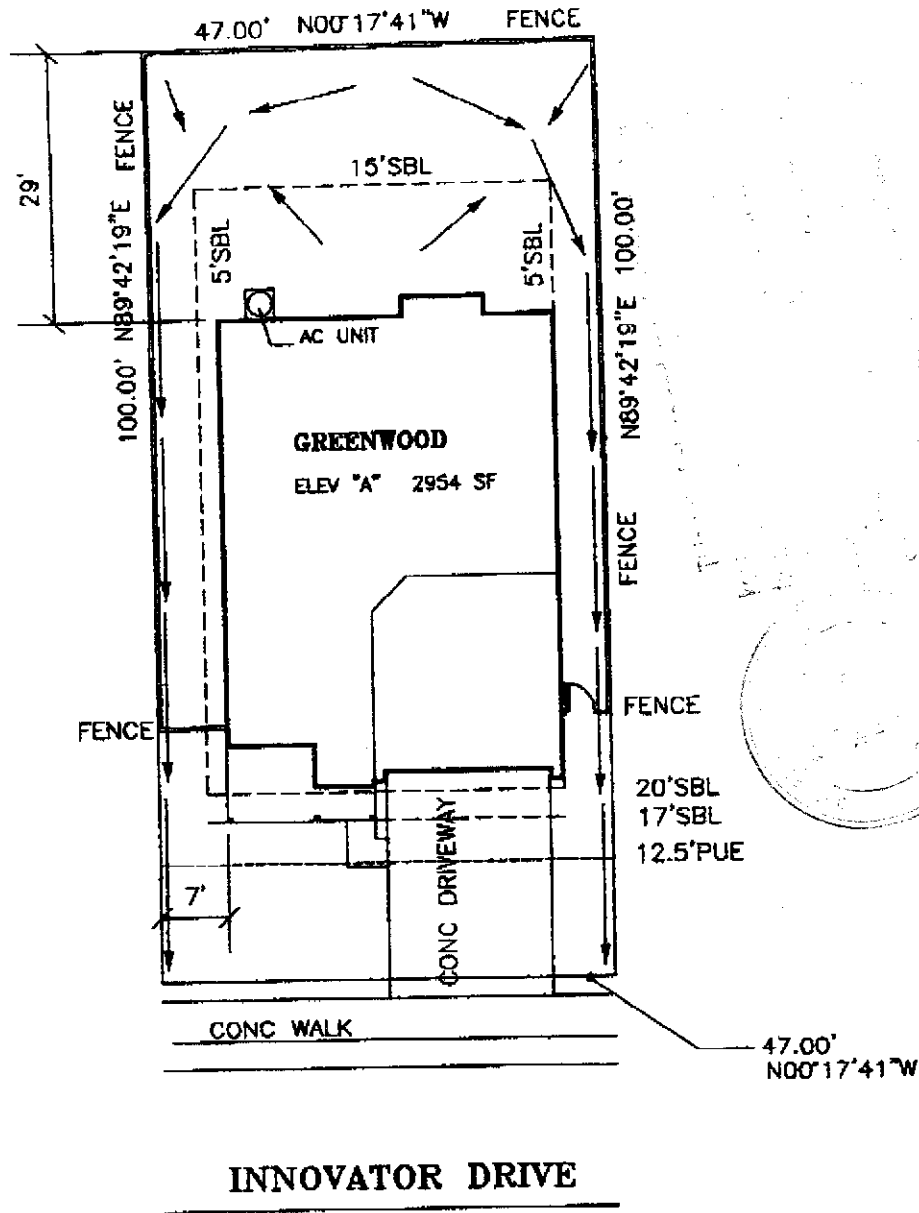 47.00' N00°17'41"W FENCE
29'
FENCE
100.00' N89°42'19"E
15'SBL
5'SBL
5'SBL
N89°42'19"E 100.00'
AC UNIT
GREENWOOD
ELEV "A" 2954 SF
FENCE
FENCE
FENCE
20'SBL
17'SBL
12.5'PUE
7'
CONC DRIVEWAY
CONC WALK
47.00'
N00°17'41"W
INNOVATOR DRIVE